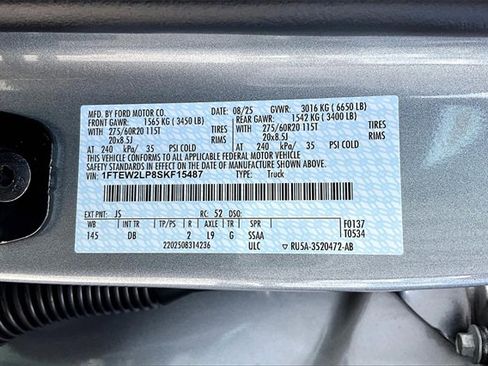 MFD. BY FORD MOTOR CO. DATE: 08/25 GVWR: 3016 KG ( 6650 LB)
FRONT GAWR: 1565 KG ( 3450 LB) REAR GAWR: 1542 KG ( 3400 LB)
WITH 275/60R20 115T TIRES WITH 275/60R20 115T TIRES
20x8.5J RIMS 20x8.5J RIMS
AT 240 kPa/ 35 PSI COLD AT 240 kPa/ 35 PSI COLD
THIS VEHICLE CONFORMS TO ALL APPLICABLE FEDERAL MOTOR VEHICLE
SAFETY STANDARDS IN EFFECT ON THE DATE OF MANUFACTURE SHOWN ABOVE.
VIN: 1FTEW2LP8SKF15487 TYPE: Truck
EXT PNT: JS RC: 52 DSO:
WB INT TR TP/PS R AXLE TR SPR F0137
145 DB 2 L9 G SSAA T0534
2202508314236 ULC RU5A-3520472-AB